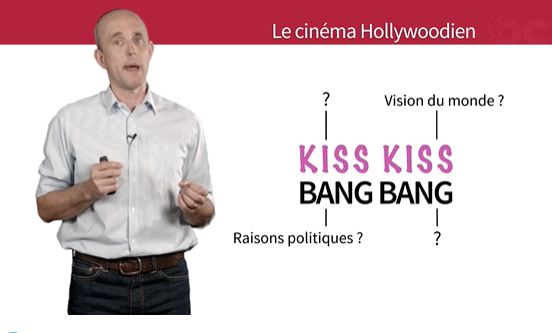 Le cinéma Hollywoodien
? Vision du monde ?
KISS KISS
BANG BANG
Raisons politiques ? ?